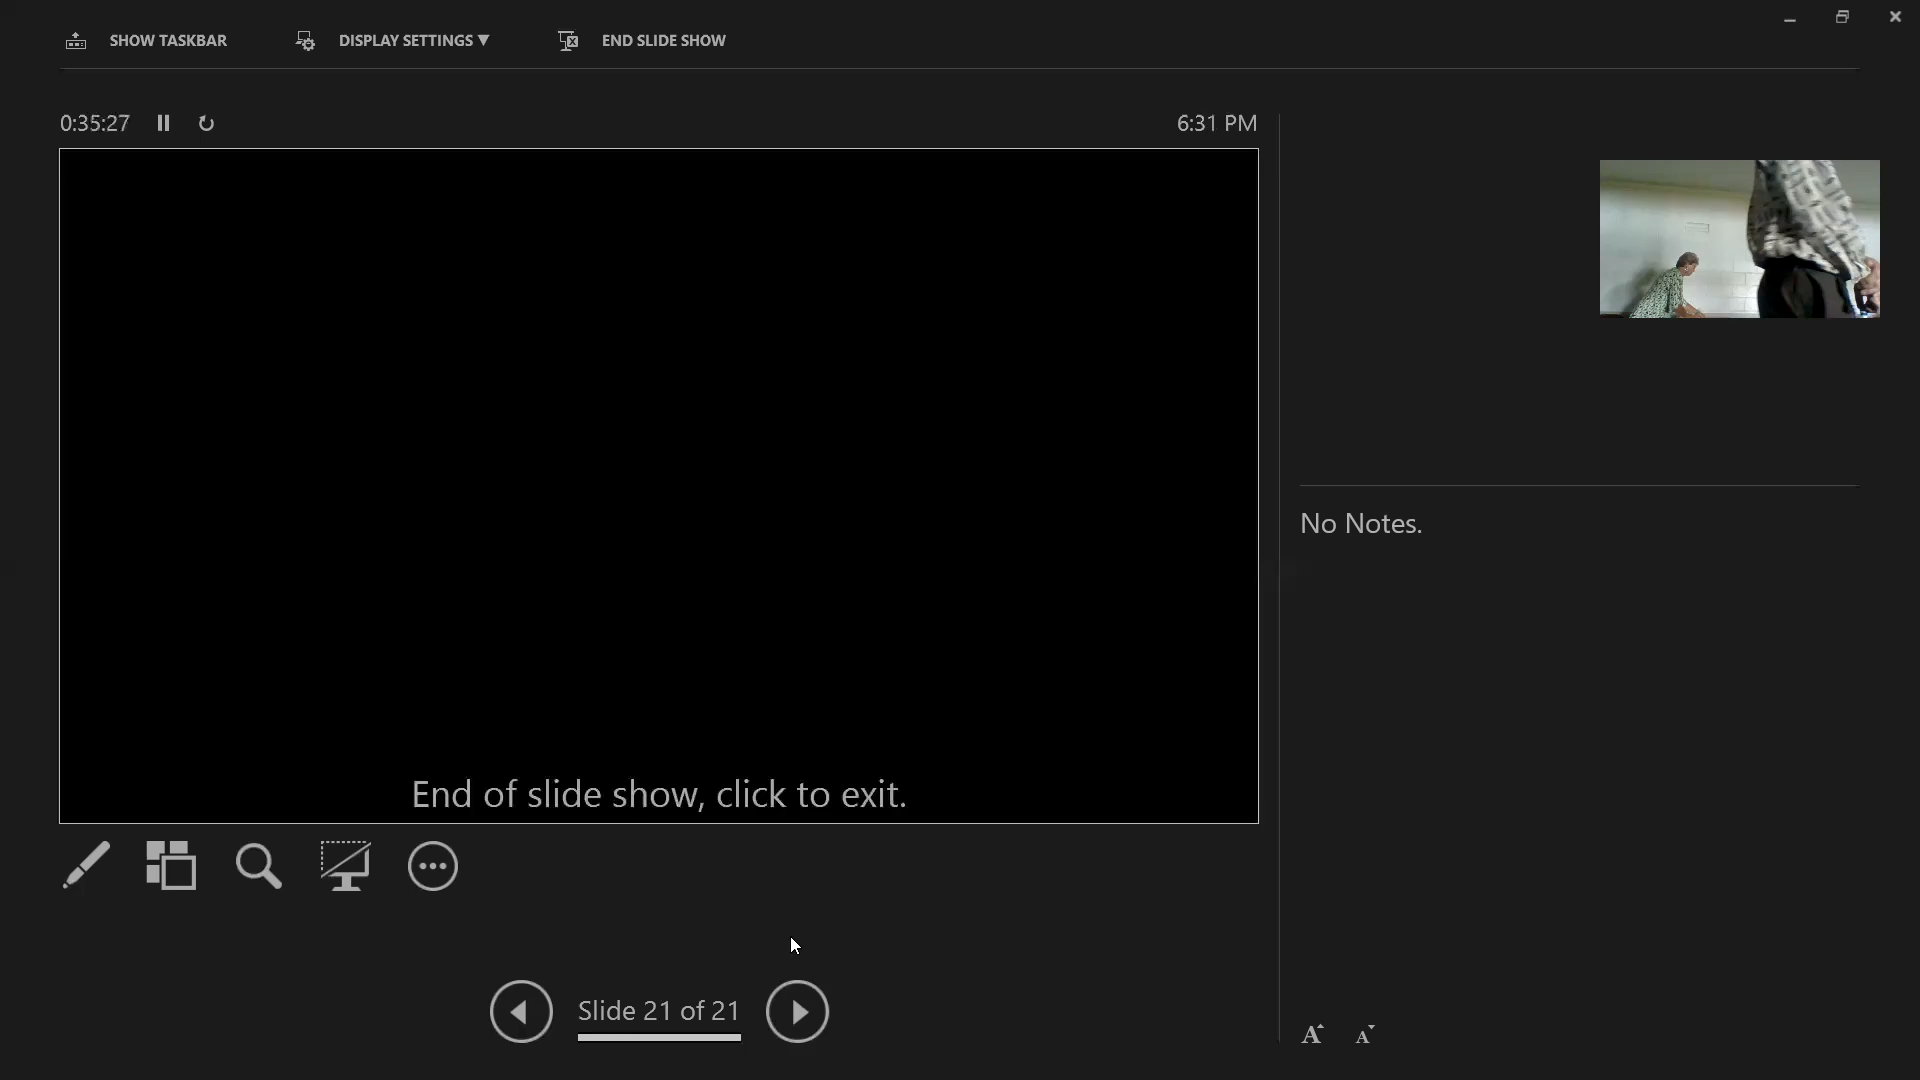 SHOW TASKBAR
DISPLAY SETTINGS ▼
END SLIDE SHOW
0:35:27
6:31 PM
End of slide show, click to exit.
No Notes.
Slide 21 of 21
A A